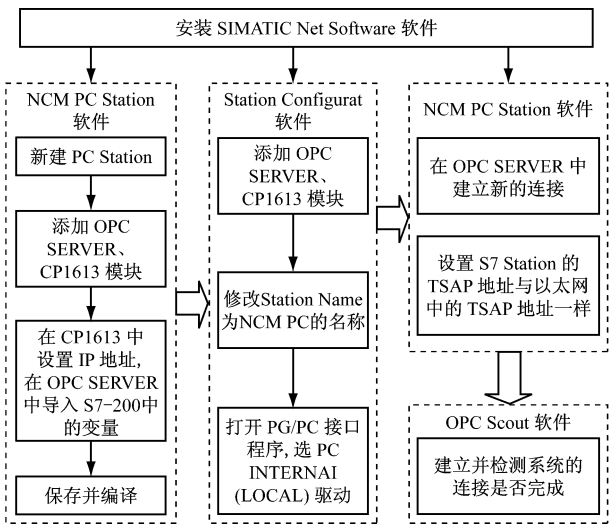 安装 SIMATIC Net Software 软件
NCM PC Station
软件
新建 PC Station
添加 OPC
SERVER、
CP1613 模块
在 CP1613 中
设置 IP 地址,
在 OPC SERVER
中导入 S7-200中
的变量
保存并编译
Station Configurat
软件
添加 OPC
SERVER、
CP1613 模块
修改Station Name
为NCM PC的名称
打开 PG/PC 接口
程序,选 PC
INTERNAI
(LOCAL) 驱动
NCM PC Station 软件
在 OPC SERVER 中
建立新的连接
设置 S7 Station 的
TSAP 地址与以太网
中的 TSAP 地址一样
OPC Scout 软件
建立并检测系统的
连接是否完成